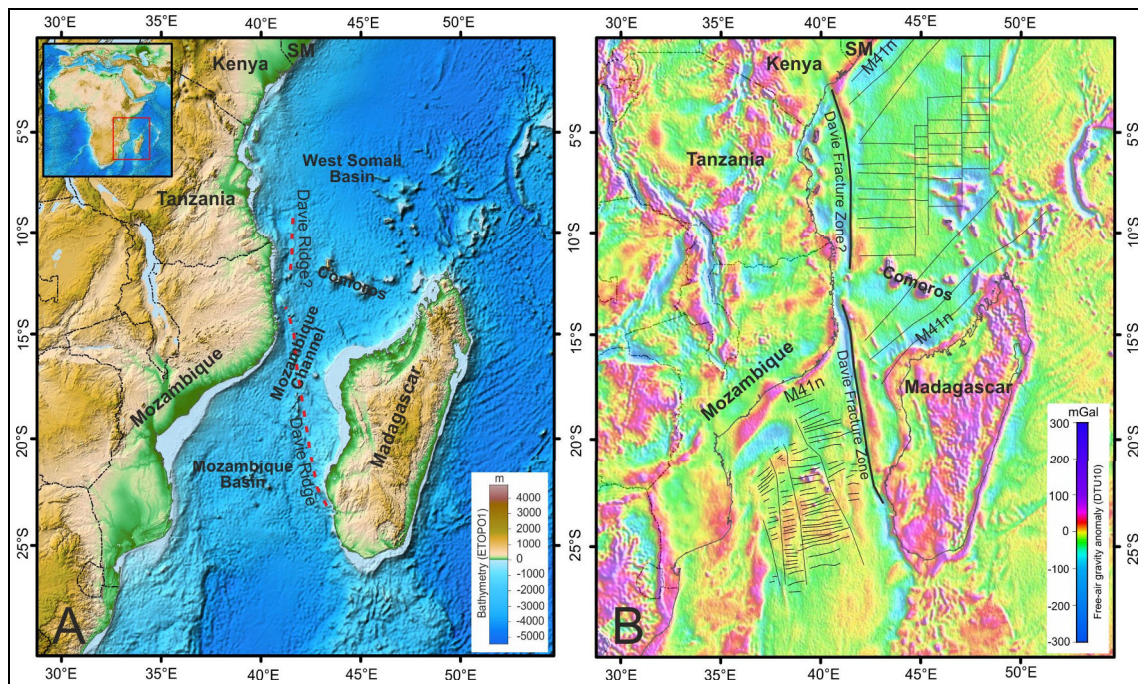 30°E 35°E 40°E 45°E 50°E
SM
Kenya
5°S
West Somali
Basin
Tanzania
Davie Ridge?
10°S
Comoros
15°S
Mozambique
Channel
Mozambique
Madagascar
20°S
Davie Ridge
Mozambique
Basin
25°S
m
4000
3000
2000
1000
0
-1000
-2000
-3000
-4000
-5000
Bathymetry (ETOPO1)
A
30°E 35°E 40°E 45°E 50°E
30°E 35°E 40°E 45°E 50°E
SM
Kenya
M41n
5°S
Tanzania
Davie Fracture Zone?
10°S
Comoros
M41n
15°S
Mozambique
Madagascar
M41n
Davie Fracture Zone
20°S
mGal
300
200
100
0
-100
-200
-300
Free-air gravity anomaly (DTU10)
25°S
B
30°E 35°E 40°E 45°E 50°E
5°S
10°S
15°S
20°S
25°S